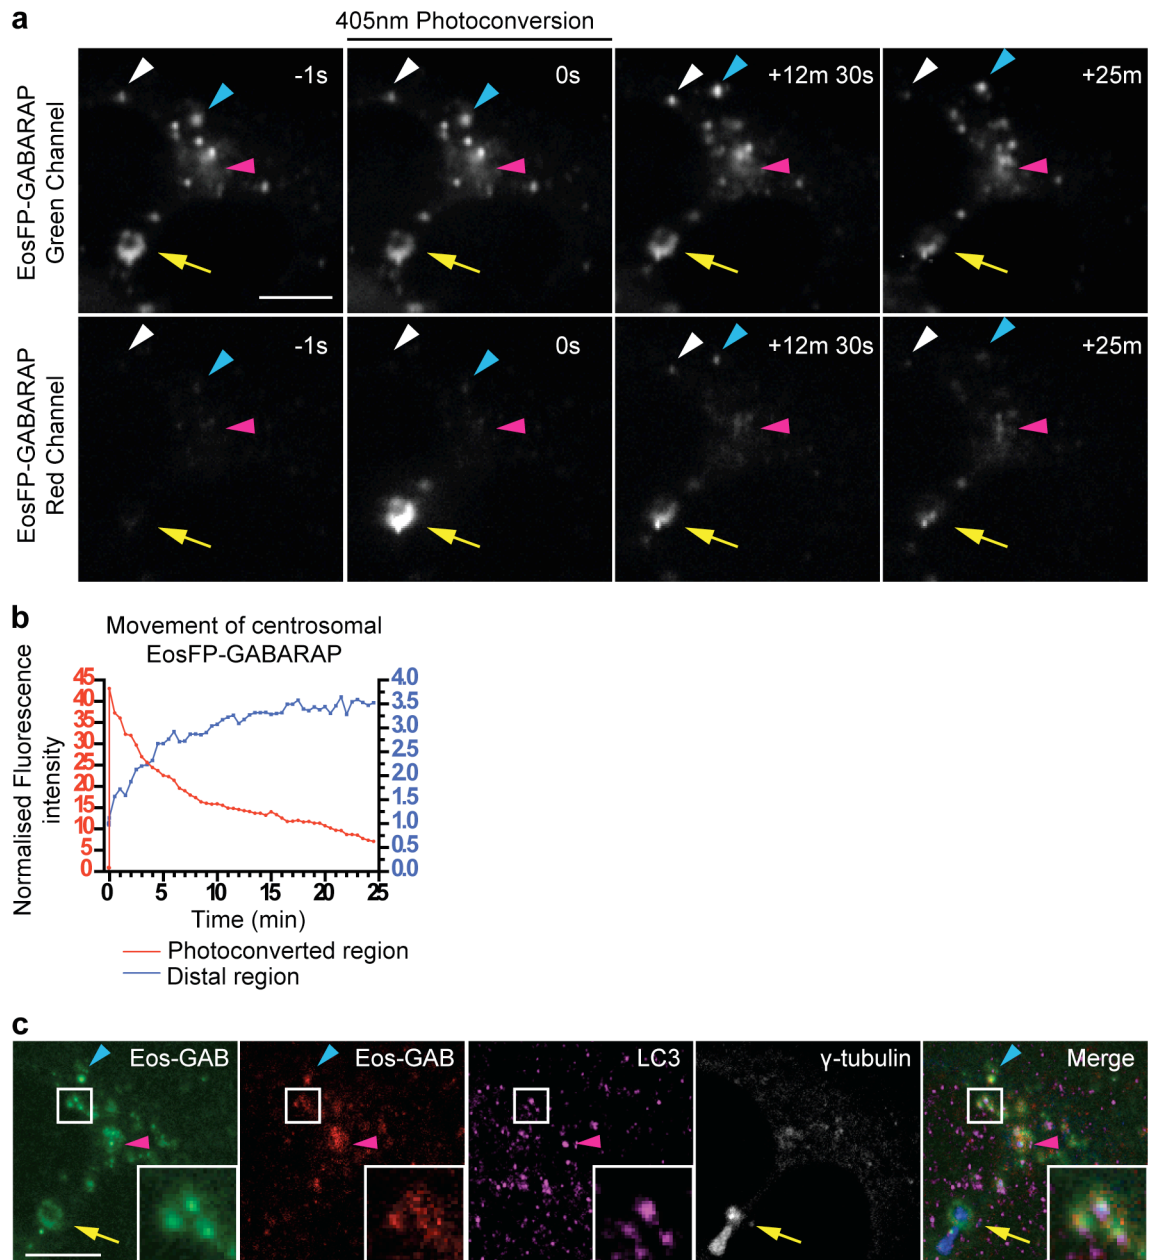 a
405nm Photoconversion
EosFP-GABARAP
Green Channel
-1s
0s
+12m 30s
+25m
EosFP-GABARAP
Red Channel
-1s
0s
+12m 30s
+25m
b
Movement of centrosomal
EosFP-GABARAP
Normalised Fluorescence
intensity
45
40
35
30
25
20
15
10
5
0
4.0
3.5
3.0
2.5
2.0
1.5
1.0
0.5
0.0
0 5 10 15 20 25
Time (min)
Photoconverted region
Distal region
c
Eos-GAB
Eos-GAB
LC3
γ-tubulin
Merge